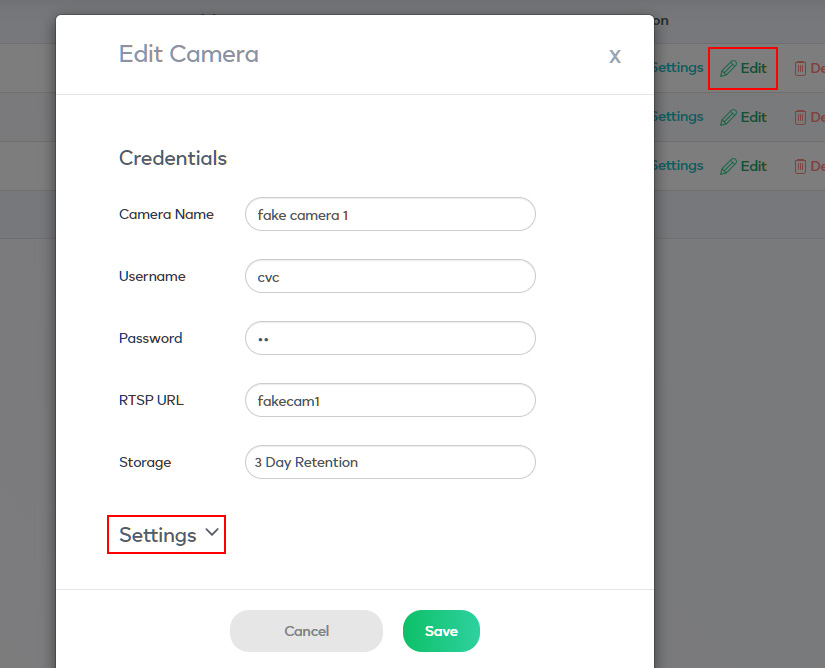 on
Edit Camera
X
Settings Edit De
Credentials
Settings Edit De
Settings Edit De
Camera Name fake camera 1
Username cvc
Password ••
RTSP URL fakecam1
Storage 3 Day Retention
Settings
Cancel Save